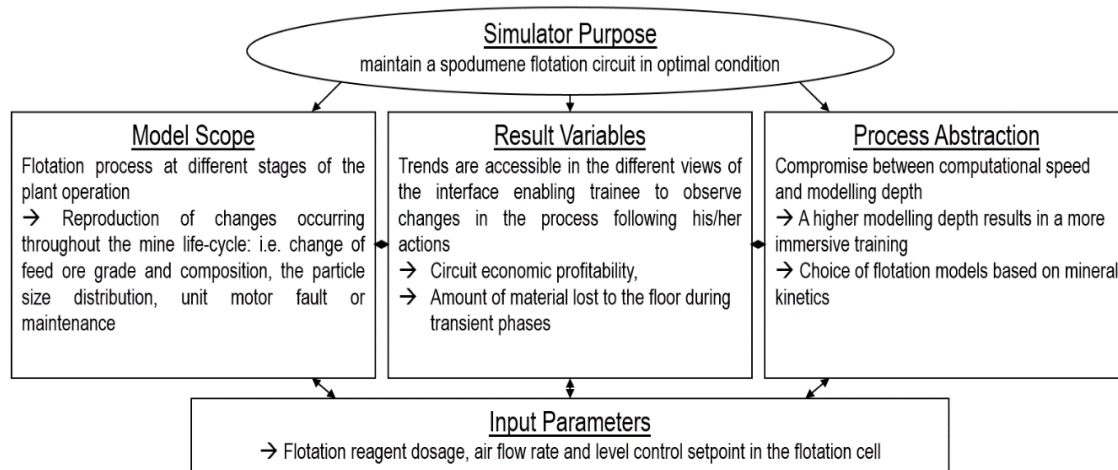 Simulator Purpose
maintain a spodumene flotation circuit in optimal condition
Model Scope
Flotation process at different stages of the
plant operation
→ Reproduction of changes occurring
throughout the mine life-cycle: i.e. change of
feed ore grade and composition, the particle
size distribution, unit motor fault or
maintenance
Result Variables
Trends are accessible in the different views of
the interface enabling trainee to observe
changes in the process following his/her
actions
→ Circuit economic profitability,
→ Amount of material lost to the floor during
transient phases
Process Abstraction
Compromise between computational speed
and modelling depth
→ A higher modelling depth results in a more
immersive training
→ Choice of flotation models based on mineral
kinetics
Input Parameters
→ Flotation reagent dosage, air flow rate and level control setpoint in the flotation cell